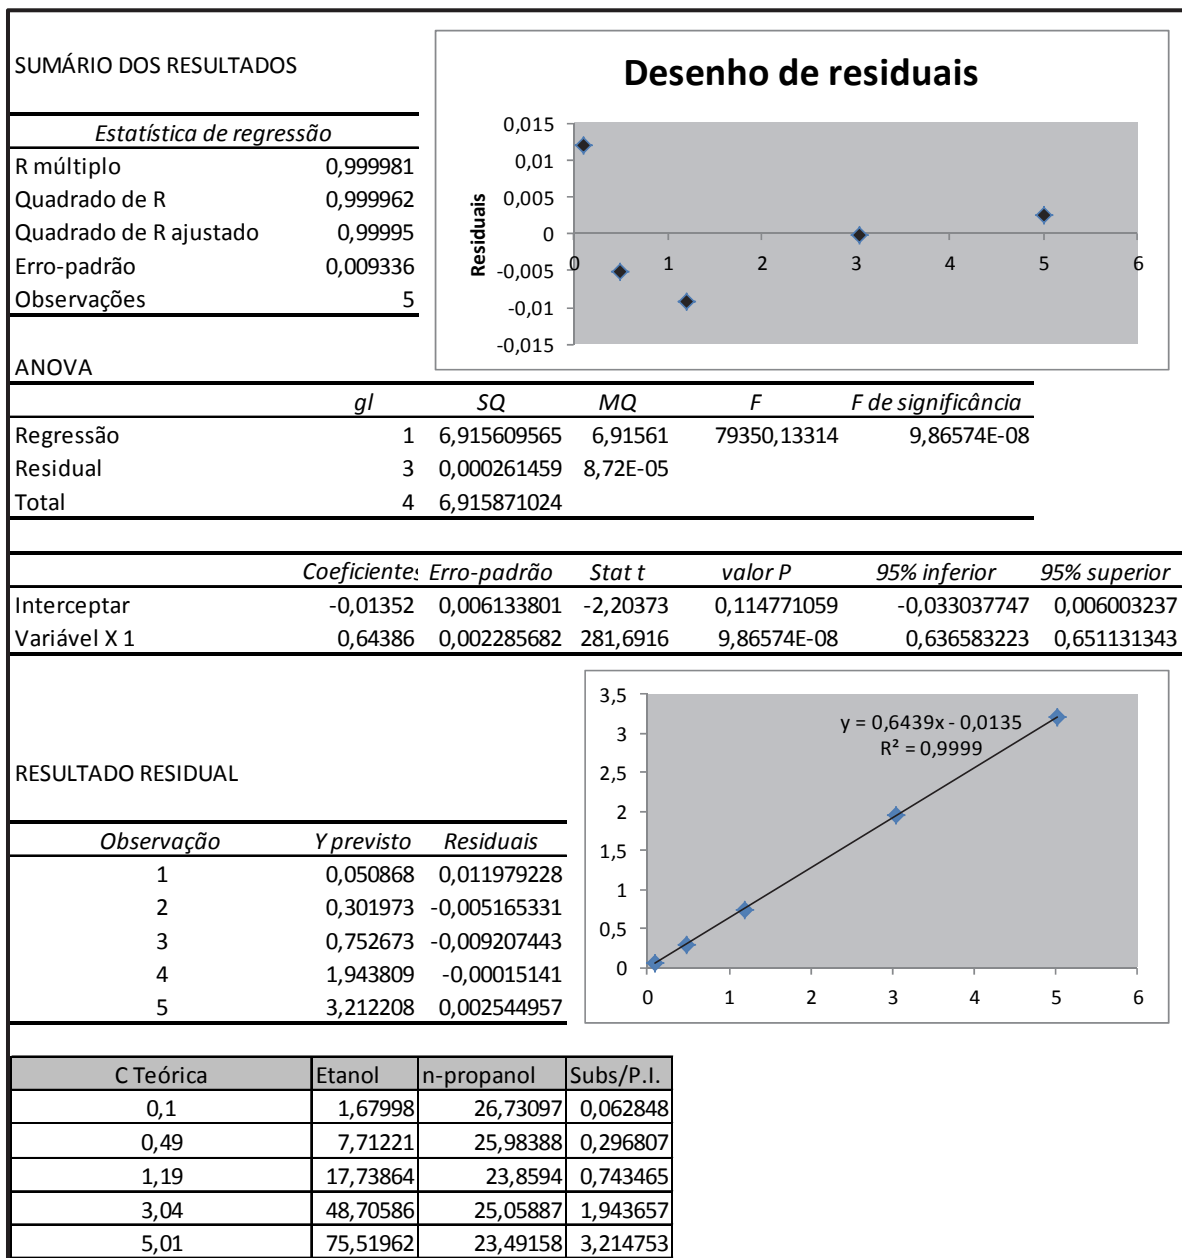 SUMÁRIO DOS RESULTADOS
Estatística de regressão
R múltiplo 0,999981
Quadrado de R 0,999962
Quadrado de R ajustado 0,99995
Erro-padrão 0,009336
Observações 5
Desenho de residuais
Residuais
0,015
0,01
0,005
0
-0,005
-0,01
-0,015
0 1 2 3 4 5 6
ANOVA
gl SQ MQ F F de significância
Regressão 1 6,915609565 6,91561 79350,13314 9,86574E-08
Residual 3 0,000261459 8,72E-05
Total 4 6,915871024
Coeficientes Erro-padrão Stat t valor P 95% inferior 95% superior
Interceptar -0,01352 0,006133801 -2,20373 0,114771059 -0,033037747 0,006003237
Variável X 1 0,64386 0,002285682 281,6916 9,86574E-08 0,636583223 0,651131343
RESULTADO RESIDUAL
Observação Y previsto Residuais
1 0,050868 0,011979228
2 0,301973 -0,005165331
3 0,752673 -0,009207443
4 1,943809 -0,00015141
5 3,212208 0,002544957
3,5
3
2,5
2
1,5
1
0,5
0
0 1 2 3 4 5 6
y = 0,6439x - 0,0135
R² = 0,9999
C Teórica Etanol n-propanol Subs/P.I.
0,1 1,67998 26,73097 0,062848
0,49 7,71221 25,98388 0,296807
1,19 17,73864 23,8594 0,743465
3,04 48,70586 25,05887 1,943657
5,01 75,51962 23,49158 3,214753